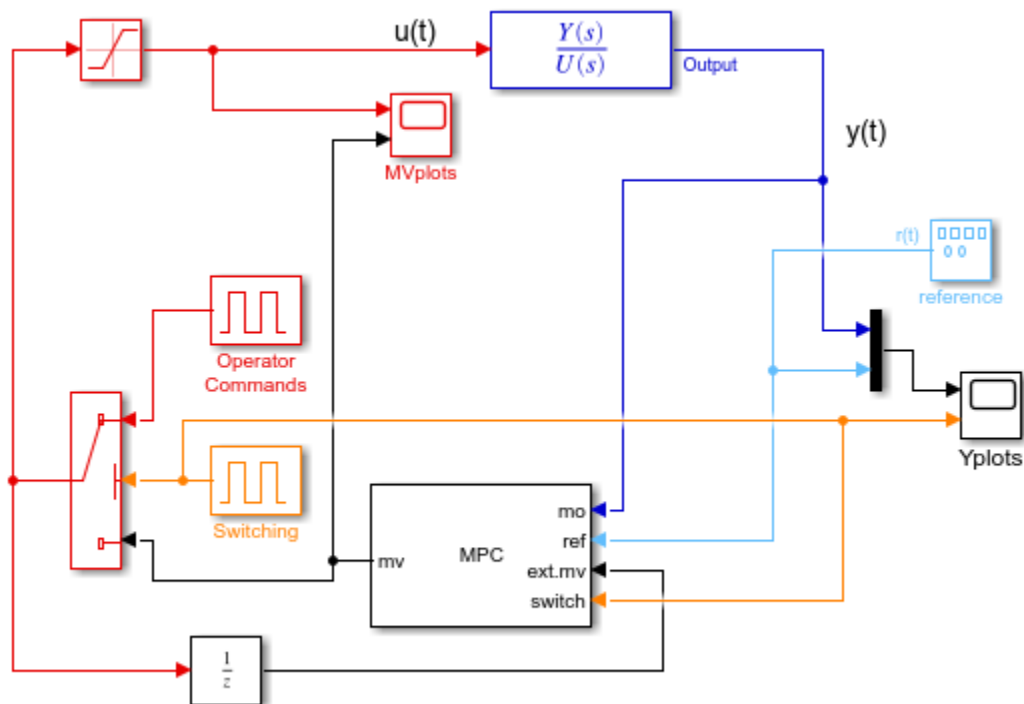 u(t)
Y(s)
U(s)
Output
MVplots
y(t)
r(t)
reference
Operator
Commands
Yplots
Switching
mo
ref
MPC
mv
ext.mv
switch
1
z